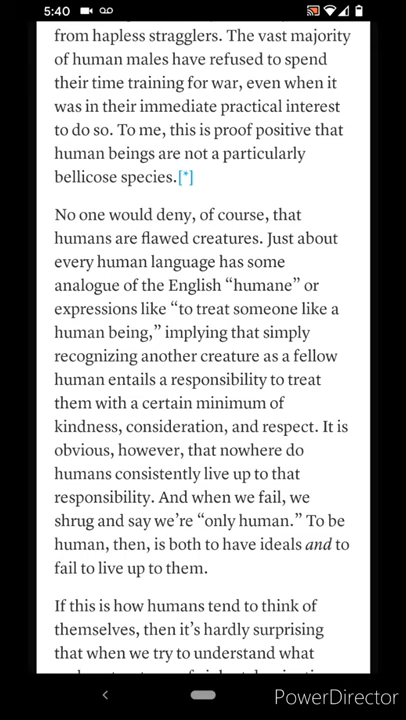 5:40
from hapless stragglers. The vast majority
of human males have refused to spend
their time training for war, even when it
was in their immediate practical interest
to do so. To me, this is proof positive that
human beings are not a particularly
bellicose species.[*]
No one would deny, of course, that
humans are flawed creatures. Just about
every human language has some
analogue of the English “humane” or
expressions like “to treat someone like a
human being,” implying that simply
recognizing another creature as a fellow
human entails a responsibility to treat
them with a certain minimum of
kindness, consideration, and respect. It is
obvious, however, that nowhere do
humans consistently live up to that
responsibility. And when we fail, we
shrug and say we’re “only human.” To be
human, then, is both to have ideals and to
fail to live up to them.
If this is how humans tend to think of
themselves, then it’s hardly surprising
that when we try to understand what
PowerDirector